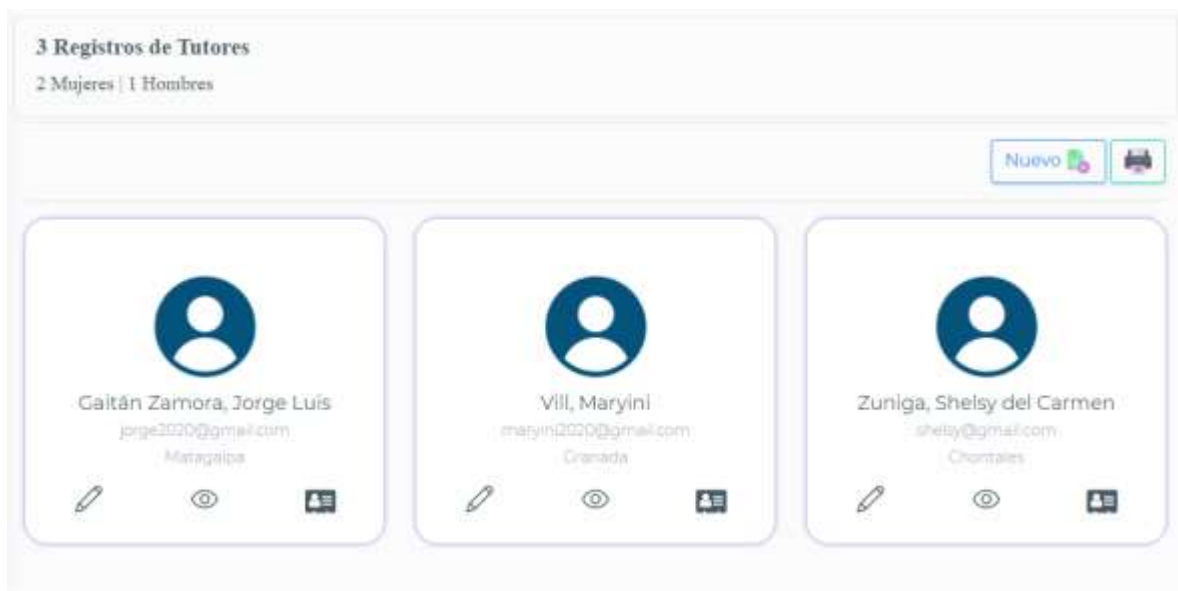 3 Registros de Tutores
2 Mujeres | 1 Hombres
Nuevo
Gaitán Zamora, Jorge Luis
jorge2020@gmail.com
Matagalpa
Vill, Maryini
maryini2020@gmail.com
Granada
Zuniga, Shelsy del Carmen
shelsy@gmail.com
Chontales